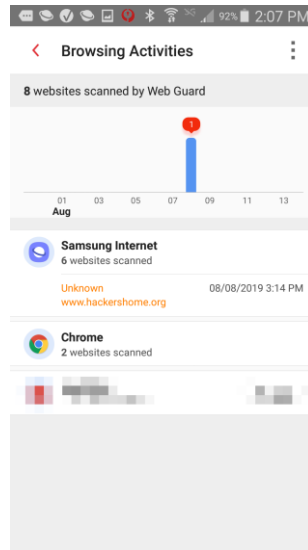 92% 2:07 PM
Browsing Activities
8 websites scanned by Web Guard
1
01 03 05 07 09 11 13
Aug
Samsung Internet
6 websites scanned
Unknown 08/08/2019 3:14 PM
www.hackershome.org
Chrome
2 websites scanned